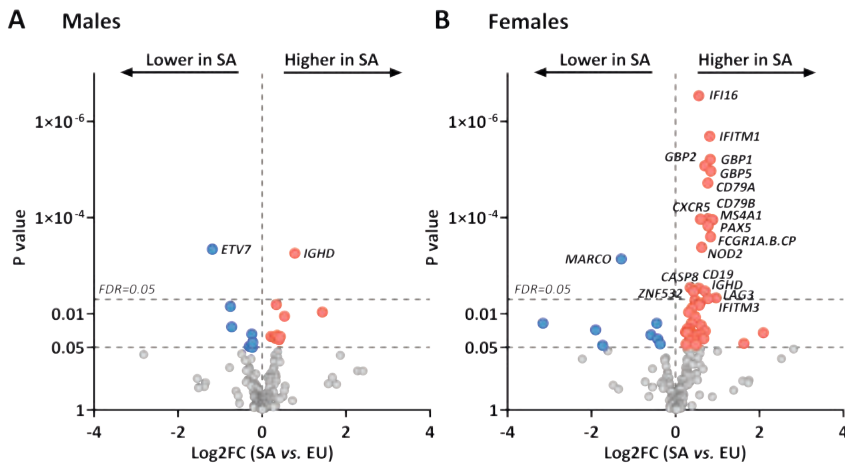 A Males
Lower in SA
Higher in SA
P value
1×10⁻⁶
1×10⁻⁴
0.01
0.05
1
FDR=0.05
ETV7
IGHD
-4
-2
0
2
4
Log2FC (SA vs. EU)
B Females
Lower in SA
Higher in SA
P value
1×10⁻⁶
1×10⁻⁴
0.01
0.05
1
FDR=0.05
IFI16
IFITM1
GBP2
GBP1
GBP5
CD79A
CD79B
CXCR5
MS4A1
PAX5
FCGR1A.B.CP
NOD2
MARCO
CASP8
CD19
IGHD
ZNF532
LAG3
IFITM3
-4
-2
0
2
4
Log2FC (SA vs. EU)